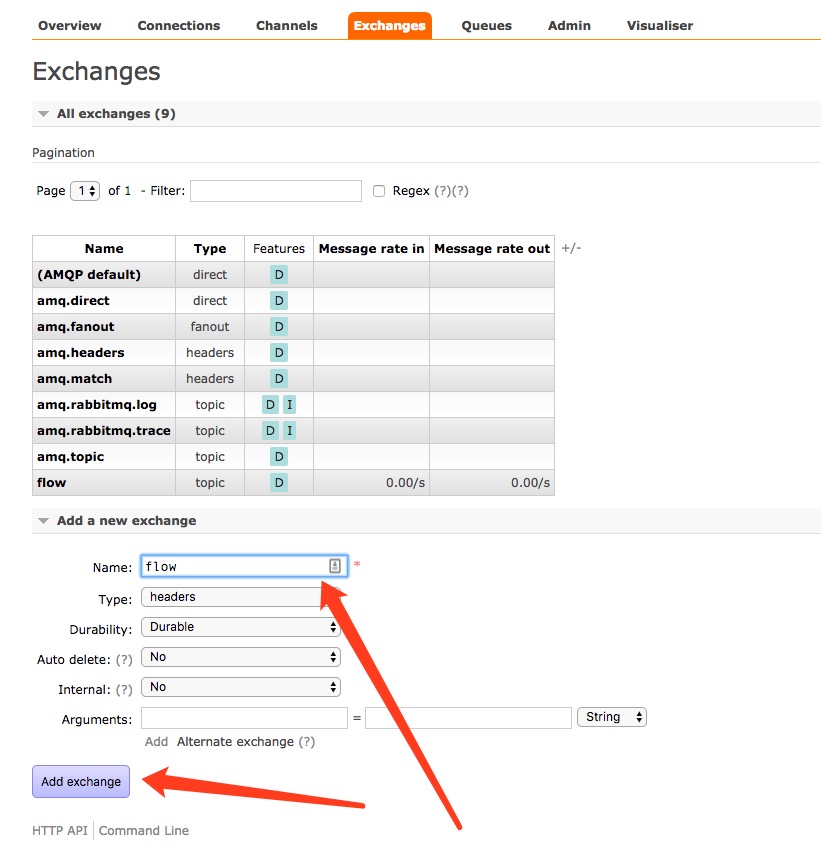 Overview Connections Channels Exchanges Queues Admin Visualiser
Exchanges
All exchanges (9)
Pagination
Page 1 of 1 - Filter: Regex (?)(?)
Name Type Features Message rate in Message rate out +/-
(AMQP default) direct D
amq.direct direct D
amq.fanout fanout D
amq.headers headers D
amq.match headers D
amq.rabbitmq.log topic D I
amq.rabbitmq.trace topic D I
amq.topic topic D
flow topic D 0.00/s 0.00/s
Add a new exchange
Name: flow *
Type: headers
Durability: Durable
Auto delete: (?) No
Internal: (?) No
Arguments: = String
Add Alternate exchange (?)
Add exchange
HTTP API Command Line